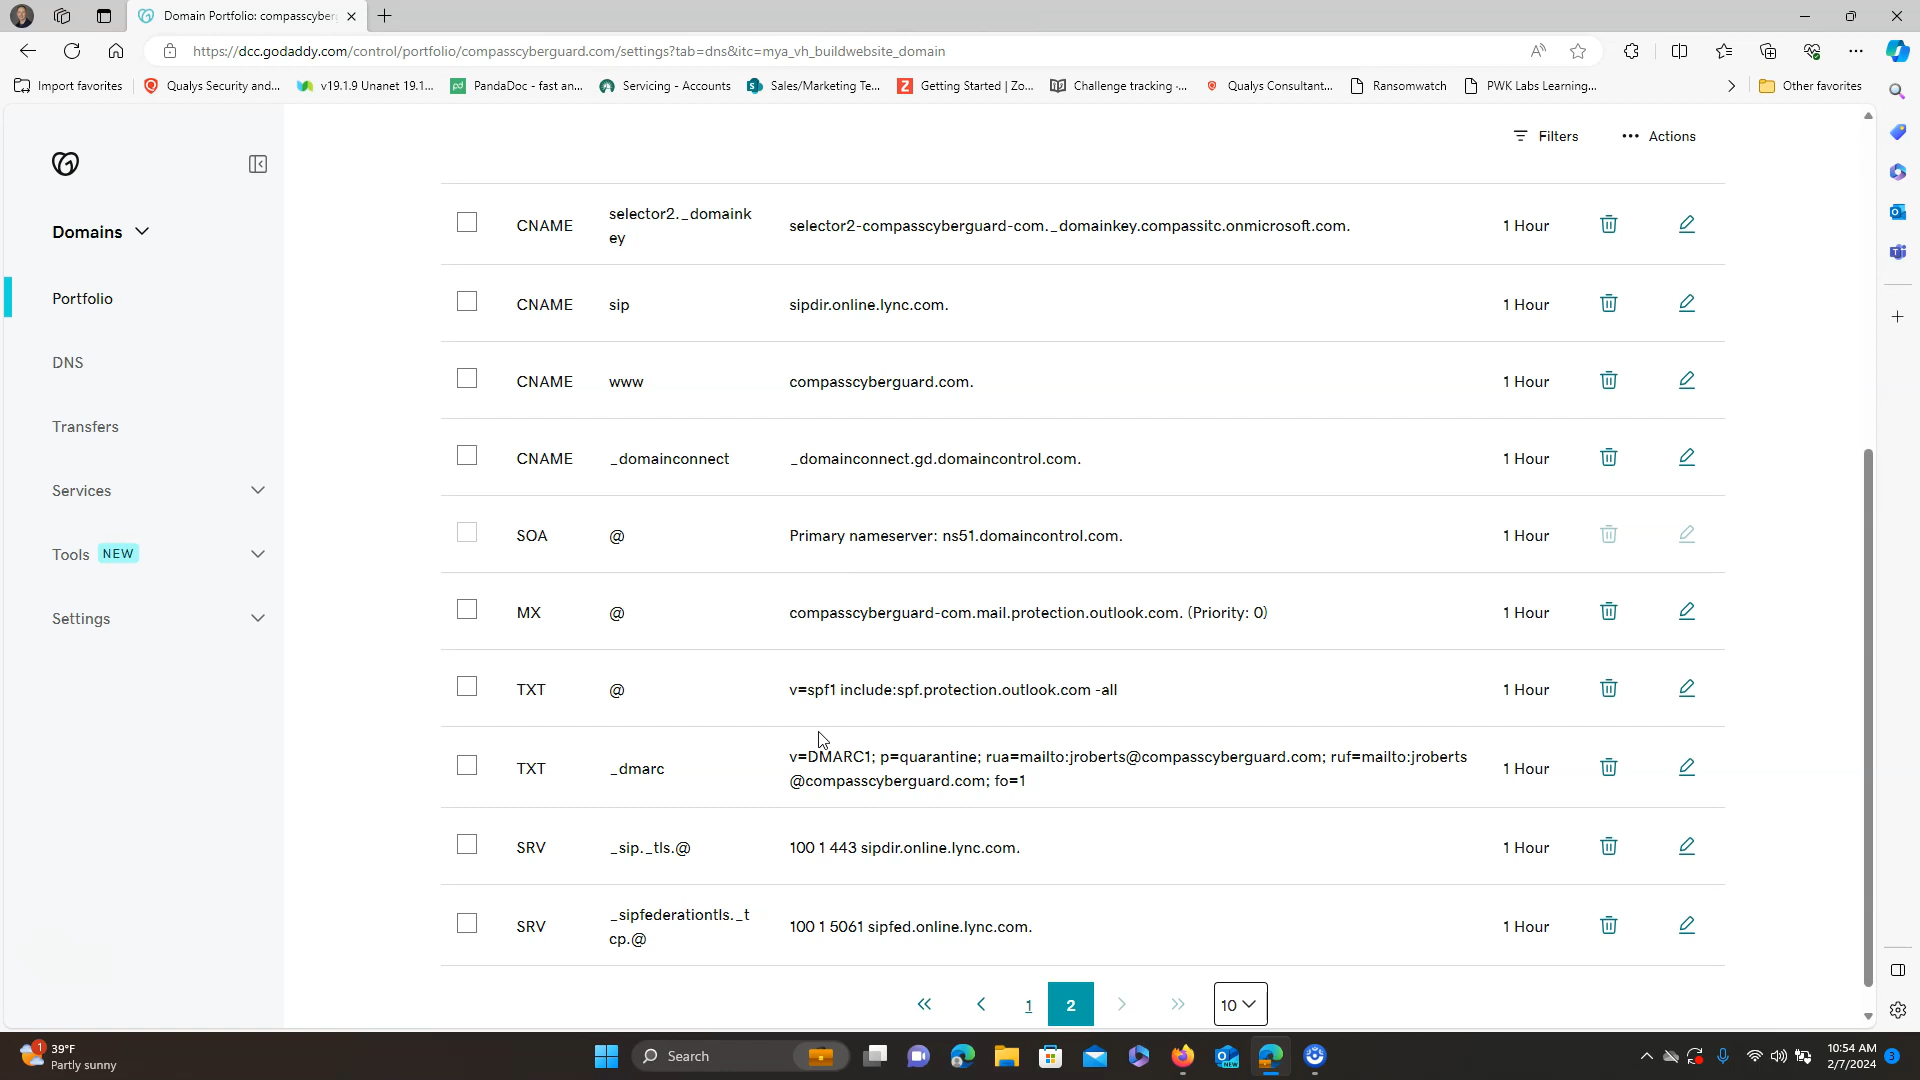 Domain Portfolio: compasscyber
https://dcc.godaddy.com/control/portfolio/compasscyberguard.com/settings?tab=dns&itc=mya_vh_buildwebsite_domain
Import favorites
Qualys Security and...
v19.1.9 Unanet 19.1...
PandaDoc - fast an...
Servicing - Accounts
Sales/Marketing Te...
Getting Started | Zo...
Challenge tracking -...
Qualys Consultant...
Ransomwatch
PWK Labs Learning...
Other favorites
Filters
Actions
Domains
Portfolio
DNS
Transfers
Services
Tools NEW
Settings
CNAME selector2._domaink selector2-compasscyberguard-com._domainkey.compassitc.onmicrosoft.com. 1 Hour
ey
CNAME sip sipdir.online.lync.com. 1 Hour
CNAME www compasscyberguard.com. 1 Hour
CNAME _domainconnect _domainconnect.gd.domaincontrol.com. 1 Hour
SOA @ Primary nameserver: ns51.domaincontrol.com. 1 Hour
MX @ compasscyberguard-com.mail.protection.outlook.com. (Priority: 0) 1 Hour
TXT @ v=spf1 include:spf.protection.outlook.com -all 1 Hour
TXT _dmarc v=DMARC1; p=quarantine; rua=mailto:jroberts@compasscyberguard.com; ruf=mailto:jroberts 1 Hour
@compasscyberguard.com; fo=1
SRV _sip._tls.@ 100 1 443 sipdir.online.lync.com. 1 Hour
SRV _sipfederationtls._t 100 1 5061 sipfed.online.lync.com. 1 Hour
cp.@
1 2 10
1
39°F
Partly sunny
Search
NEW
10:54 AM
2/7/2024
3